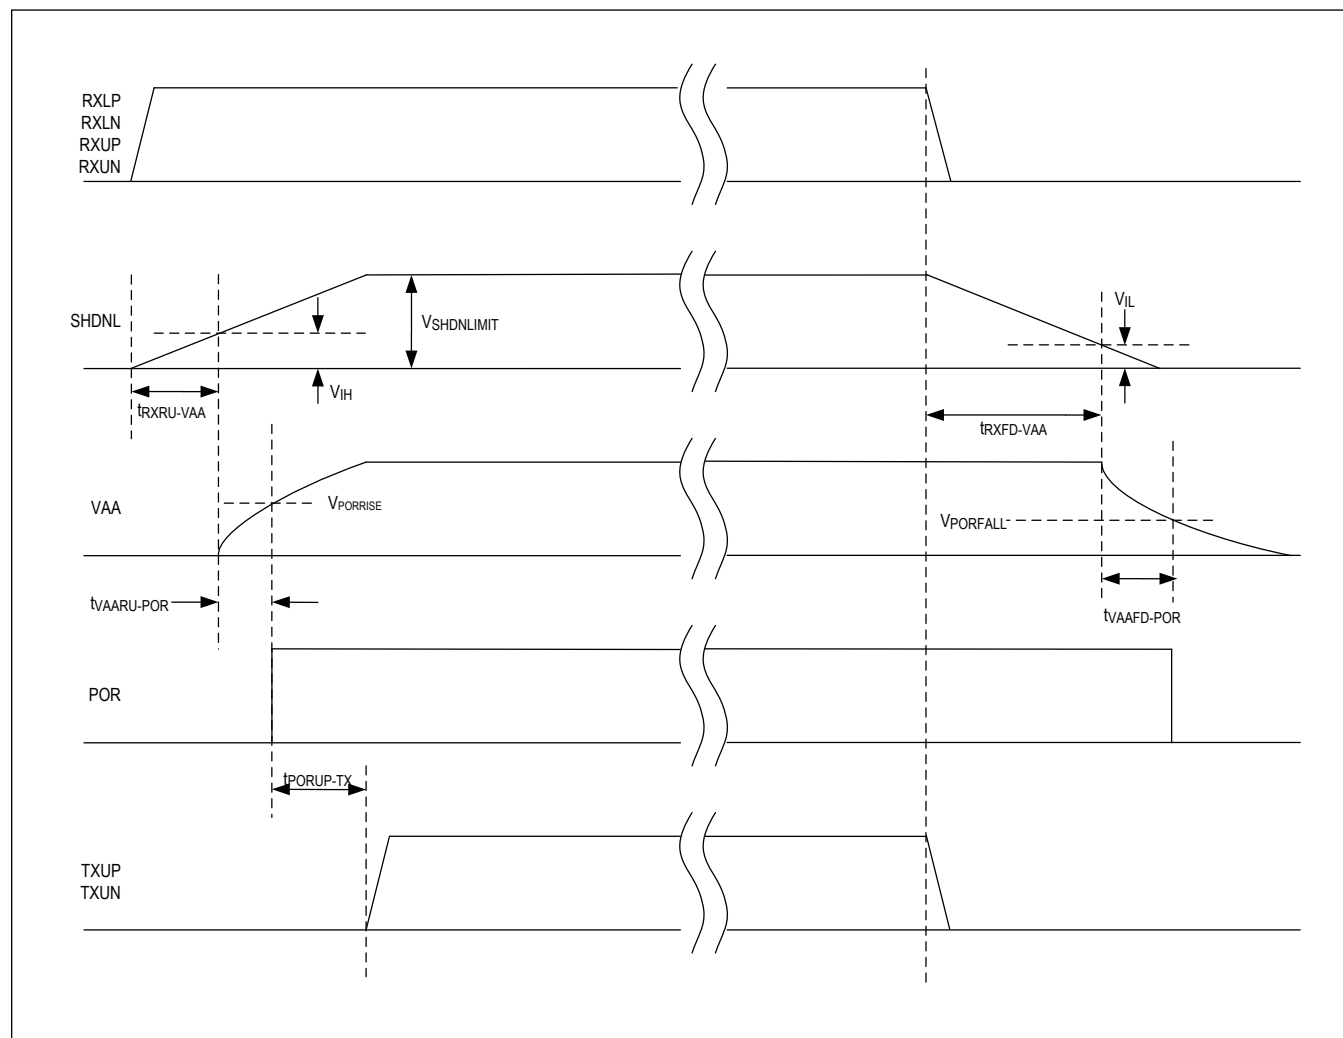 RXLP
RXLN
RXUP
RXUN
SHDNL
VSHDNLIMIT
VIL
VIH
tRXRU-VAA
tRXFD-VAA
VAA
VPORRISE
VPORFALL
tVAARU-POR
tVAAFD-POR
POR
tPORUP-TX
TXUP
TXUN